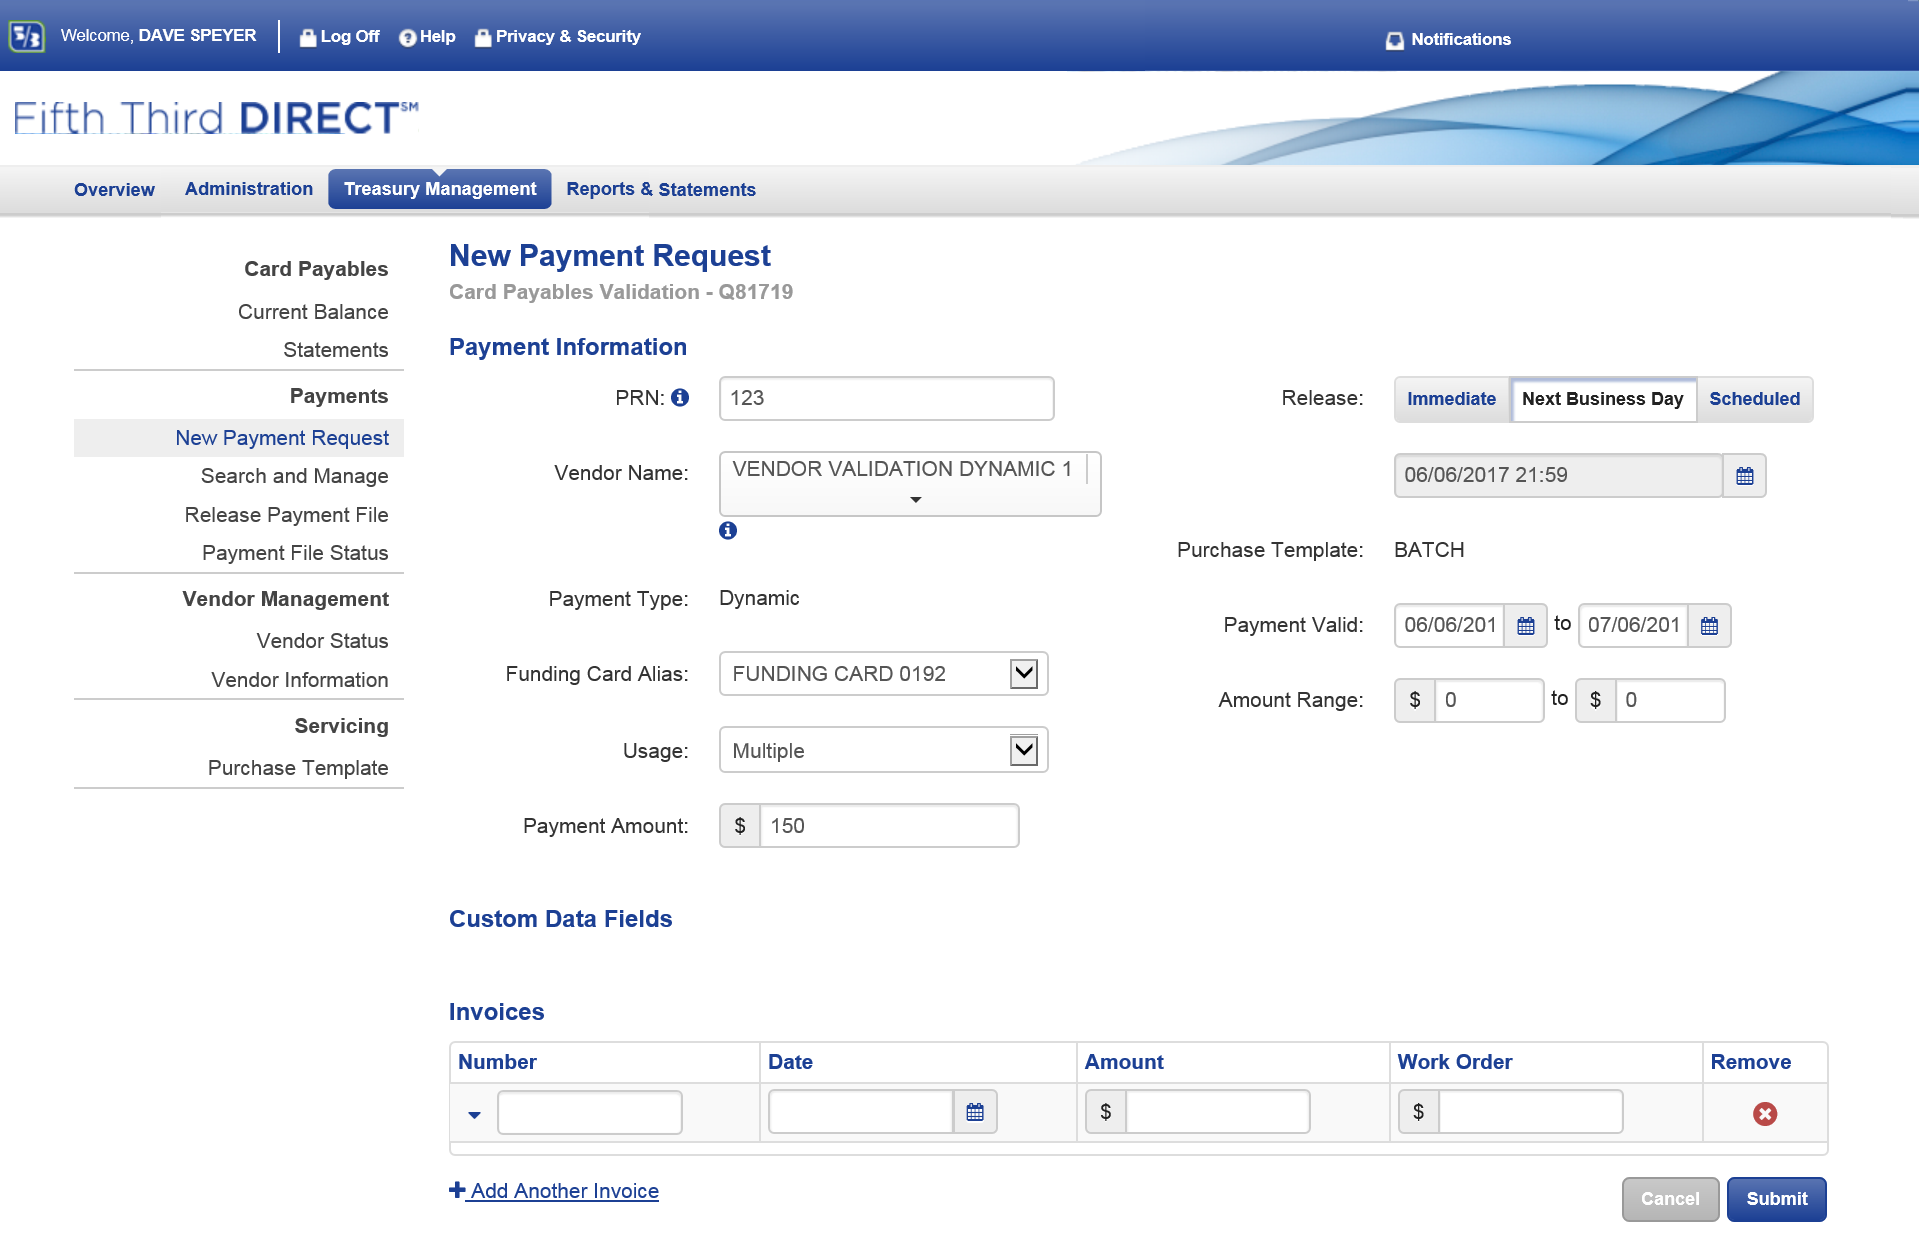 5/3 Welcome, DAVE SPEYER Log Off Help Privacy & Security Notifications
Fifth Third DIRECT℠
Overview Administration Treasury Management Reports & Statements
Card Payables
Current Balance
Statements
Payments
New Payment Request
Search and Manage
Release Payment File
Payment File Status
Vendor Management
Vendor Status
Vendor Information
Servicing
Purchase Template
New Payment Request
Card Payables Validation - Q81719
Payment Information
PRN: 123
Vendor Name: VENDOR VALIDATION DYNAMIC 1
Payment Type: Dynamic
Funding Card Alias: FUNDING CARD 0192
Usage: Multiple
Payment Amount: $ 150
Release: Immediate Next Business Day Scheduled
06/06/2017 21:59
Purchase Template: BATCH
Payment Valid: 06/06/201 to 07/06/201
Amount Range: $ 0 to $ 0
Custom Data Fields
Invoices
Number Date Amount Work Order Remove
$ $
Add Another Invoice
Cancel Submit